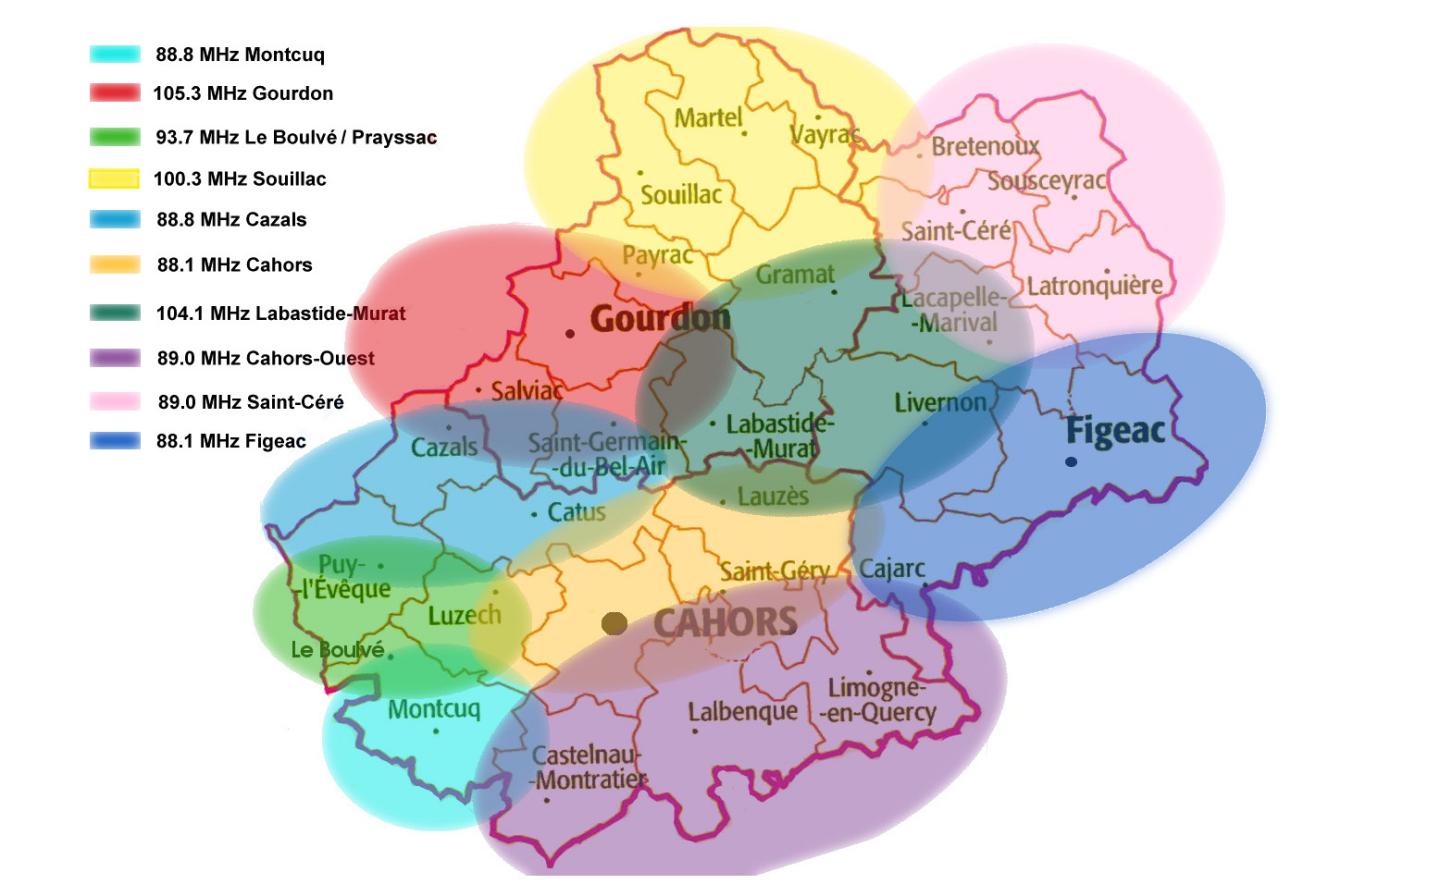 88.8 MHz Montcuq
105.3 MHz Gourdon
93.7 MHz Le Boulvé / Prayssac
100.3 MHz Souillac
88.8 MHz Cazals
88.1 MHz Cahors
104.1 MHz Labastide-Murat
89.0 MHz Cahors-Ouest
89.0 MHz Saint-Céré
88.1 MHz Figeac
Martel
Vayrac
Bretenoux
Sousceyrac
Souillac
Saint-Céré
Payrac
Gramat
Latronquière
Lacapelle-
-Marival
Gourdon
Salviac
Livernon
Labastide-
-Murat
Figeac
Cazals
Saint-Germain-
-du-Bel-Air
Lauzès
Catus
Puy-
-l'Évêque
Saint-Géry
Cajarc
Luzech
CAHORS
Le Boulvé
Montcuq
Lalbenque
Limogne-
-en-Quercy
Castelnau-
-Montratier